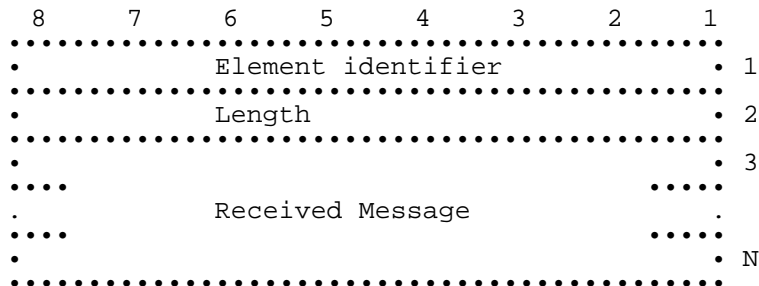 8 7 6 5 4 3 2 1
Element identifier 1
Length 2
3
Received Message
N